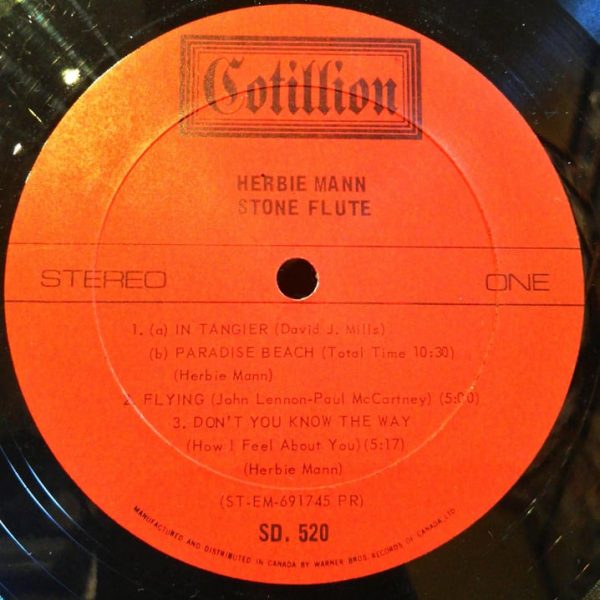 Cotillion
HERBIE MANN
STONE FLUTE
STEREO
ONE
1. (a) IN TANGIER (David J. Mills)
(b) PARADISE BEACH (Total Time 10:30)
(Herbie Mann)
2. FLYING (John Lennon-Paul McCartney) (5:00)
3. DON'T YOU KNOW THE WAY
(How I Feel About You)(5:17)
(Herbie Mann)
(ST-EM-691745 PR)
SD. 520
MANUFACTURED AND DISTRIBUTED IN CANADA BY WARNER BROS. RECORDS OF CANADA, LTD.